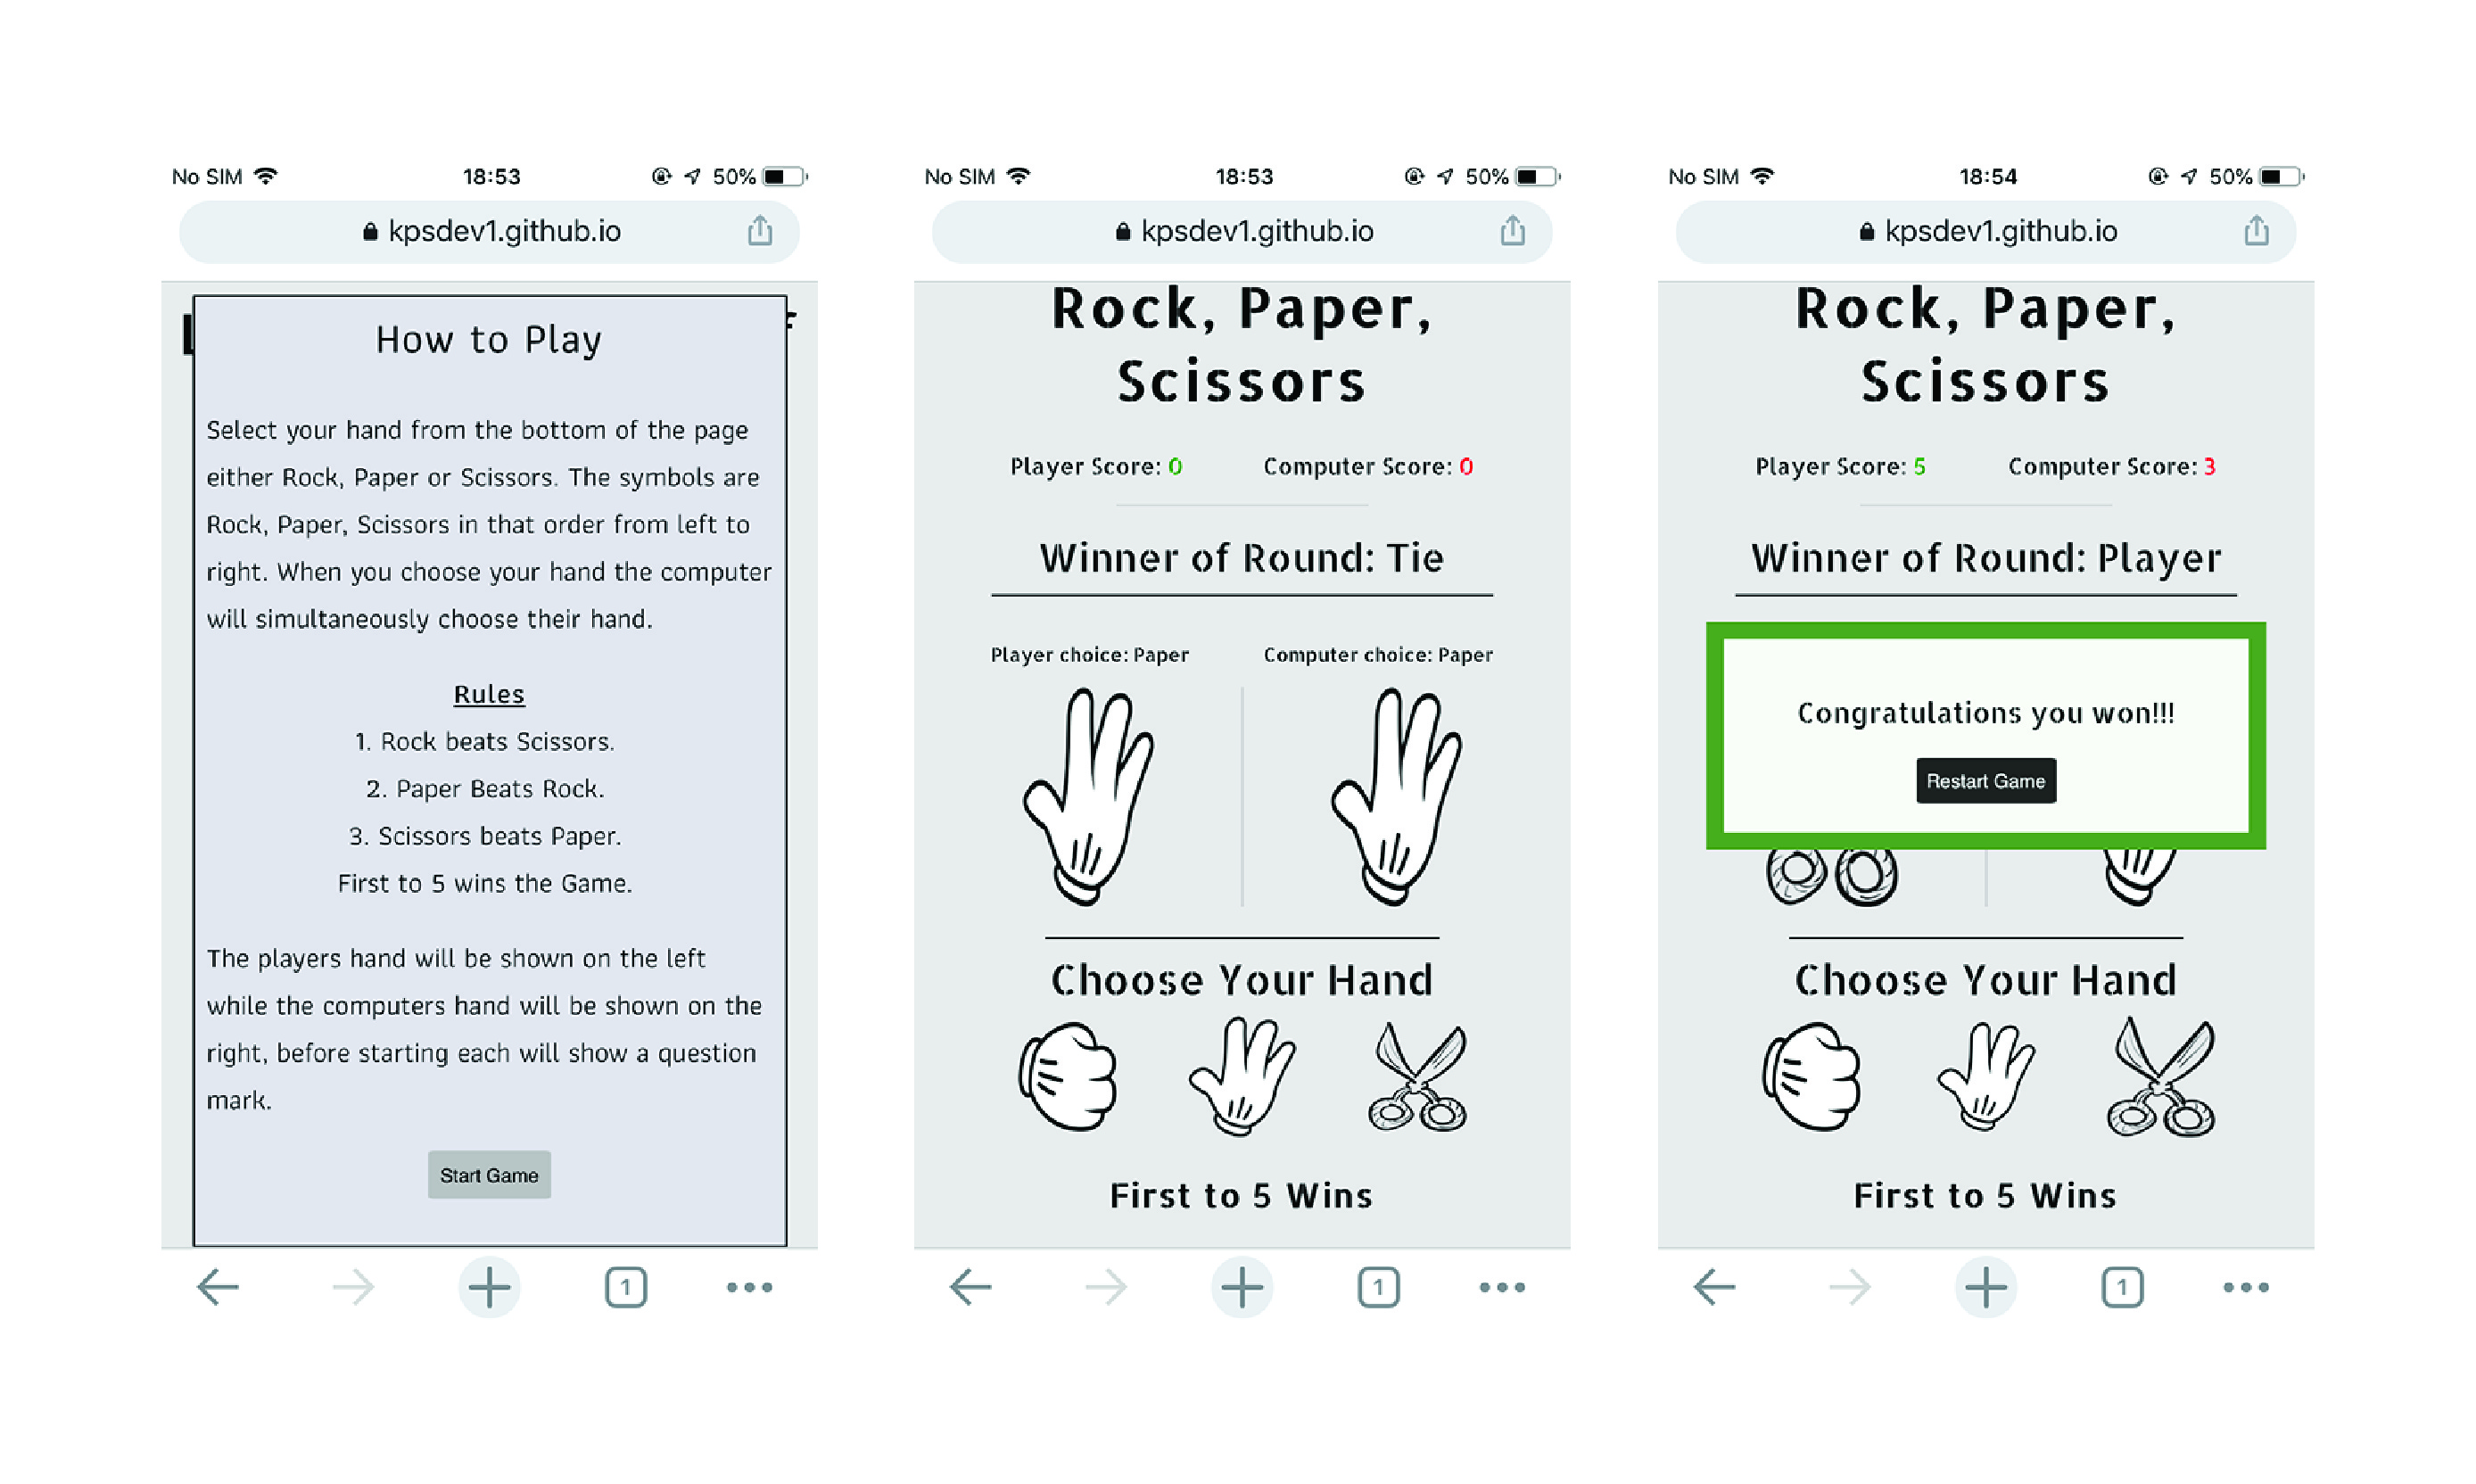 No SIM 18:53 50%
kpsdev1.github.io
How to Play
Select your hand from the bottom of the page
either Rock, Paper or Scissors. The symbols are
Rock, Paper, Scissors in that order from left to
right. When you choose your hand the computer
will simultaneously choose their hand.
Rules
1. Rock beats Scissors.
2. Paper Beats Rock.
3. Scissors beats Paper.
First to 5 wins the Game.
The players hand will be shown on the left
while the computers hand will be shown on the
right, before starting each will show a question
mark.
Start Game
1
No SIM 18:53 50%
kpsdev1.github.io
Rock, Paper,
Scissors
Player Score: 0 Computer Score: 0
Winner of Round: Tie
Player choice: Paper Computer choice: Paper
Choose Your Hand
First to 5 Wins
1
No SIM 18:54 50%
kpsdev1.github.io
Rock, Paper,
Scissors
Player Score: 5 Computer Score: 3
Winner of Round: Player
Congratulations you won!!!
Restart Game
Choose Your Hand
First to 5 Wins
1